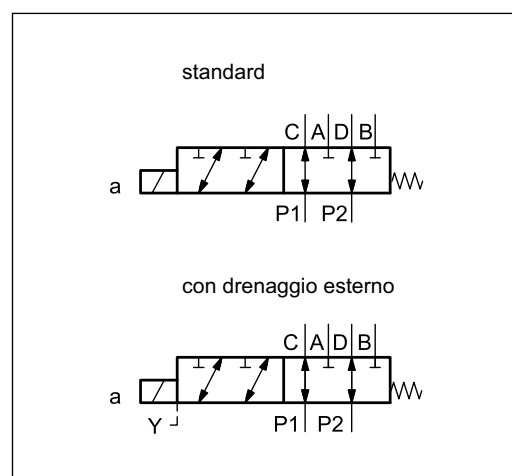 standard
C A D B
a
P1 P2
con drenaggio esterno
C A D B
a
Y P1 P2